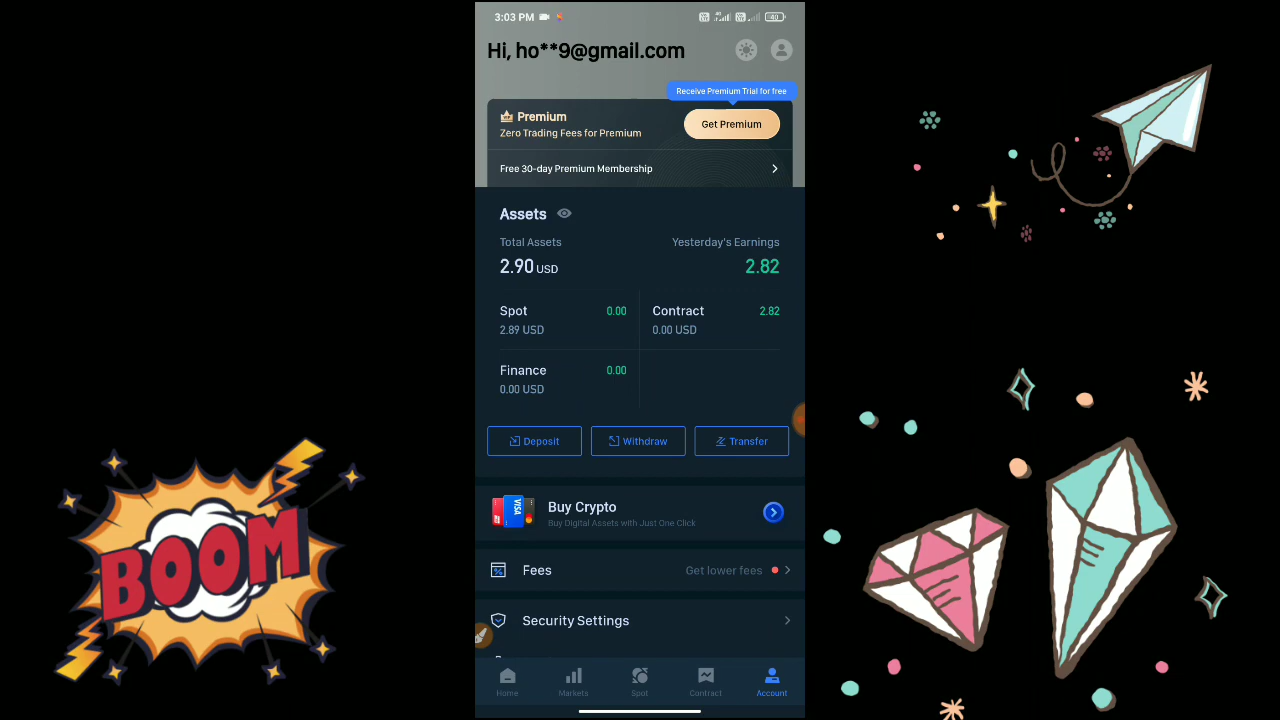 3:03 PM
40
Hi, ho**9@gmail.com
Receive Premium Trial for free
Premium
Zero Trading Fees for Premium
Get Premium
Free 30-day Premium Membership
Assets
Total Assets
Yesterday's Earnings
2.90 USD
2.82
Spot 0.00
Contract 2.82
2.89 USD
0.00 USD
Finance 0.00
0.00 USD
Deposit
Withdraw
Transfer
VISA
Buy Crypto
Buy Digital Assets with Just One Click
Fees
Get lower fees
Security Settings
Home
Markets
Spot
Contract
Account
BOOM